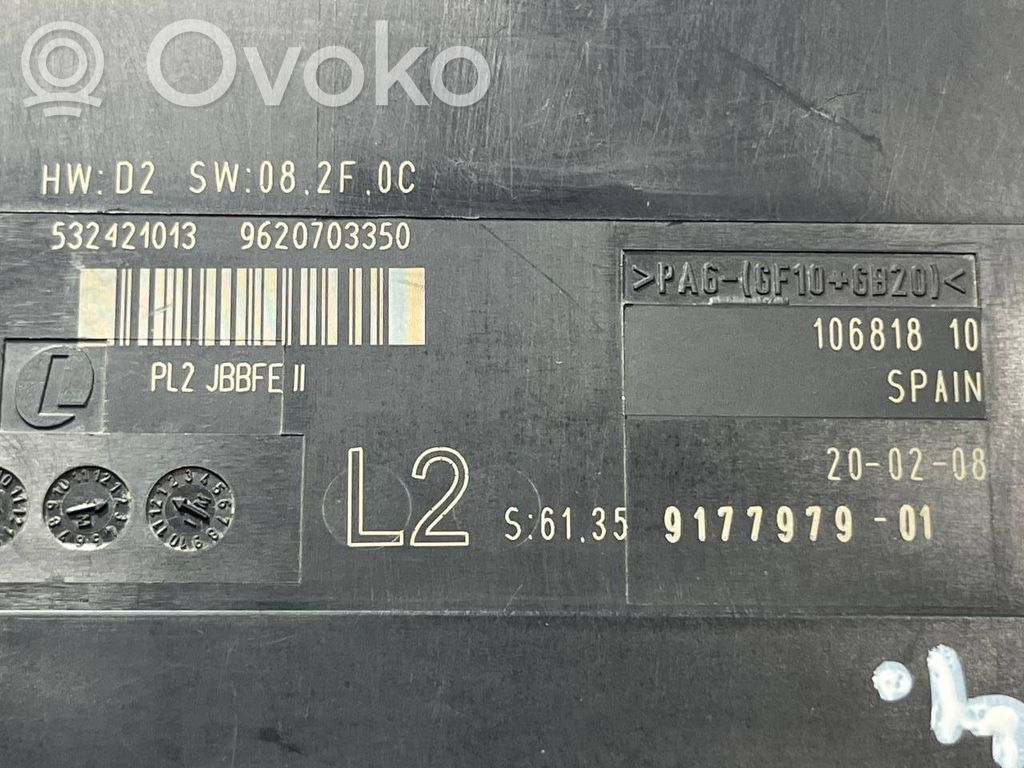 Ovoko
HW:D2 SW:08.2F.0C
532421013 9620703350
>PA6-(GF10+GB20)<
106818 10
PL2 JBBFE II
SPAIN
L2
20-02-08
S:61.35 9177979-01